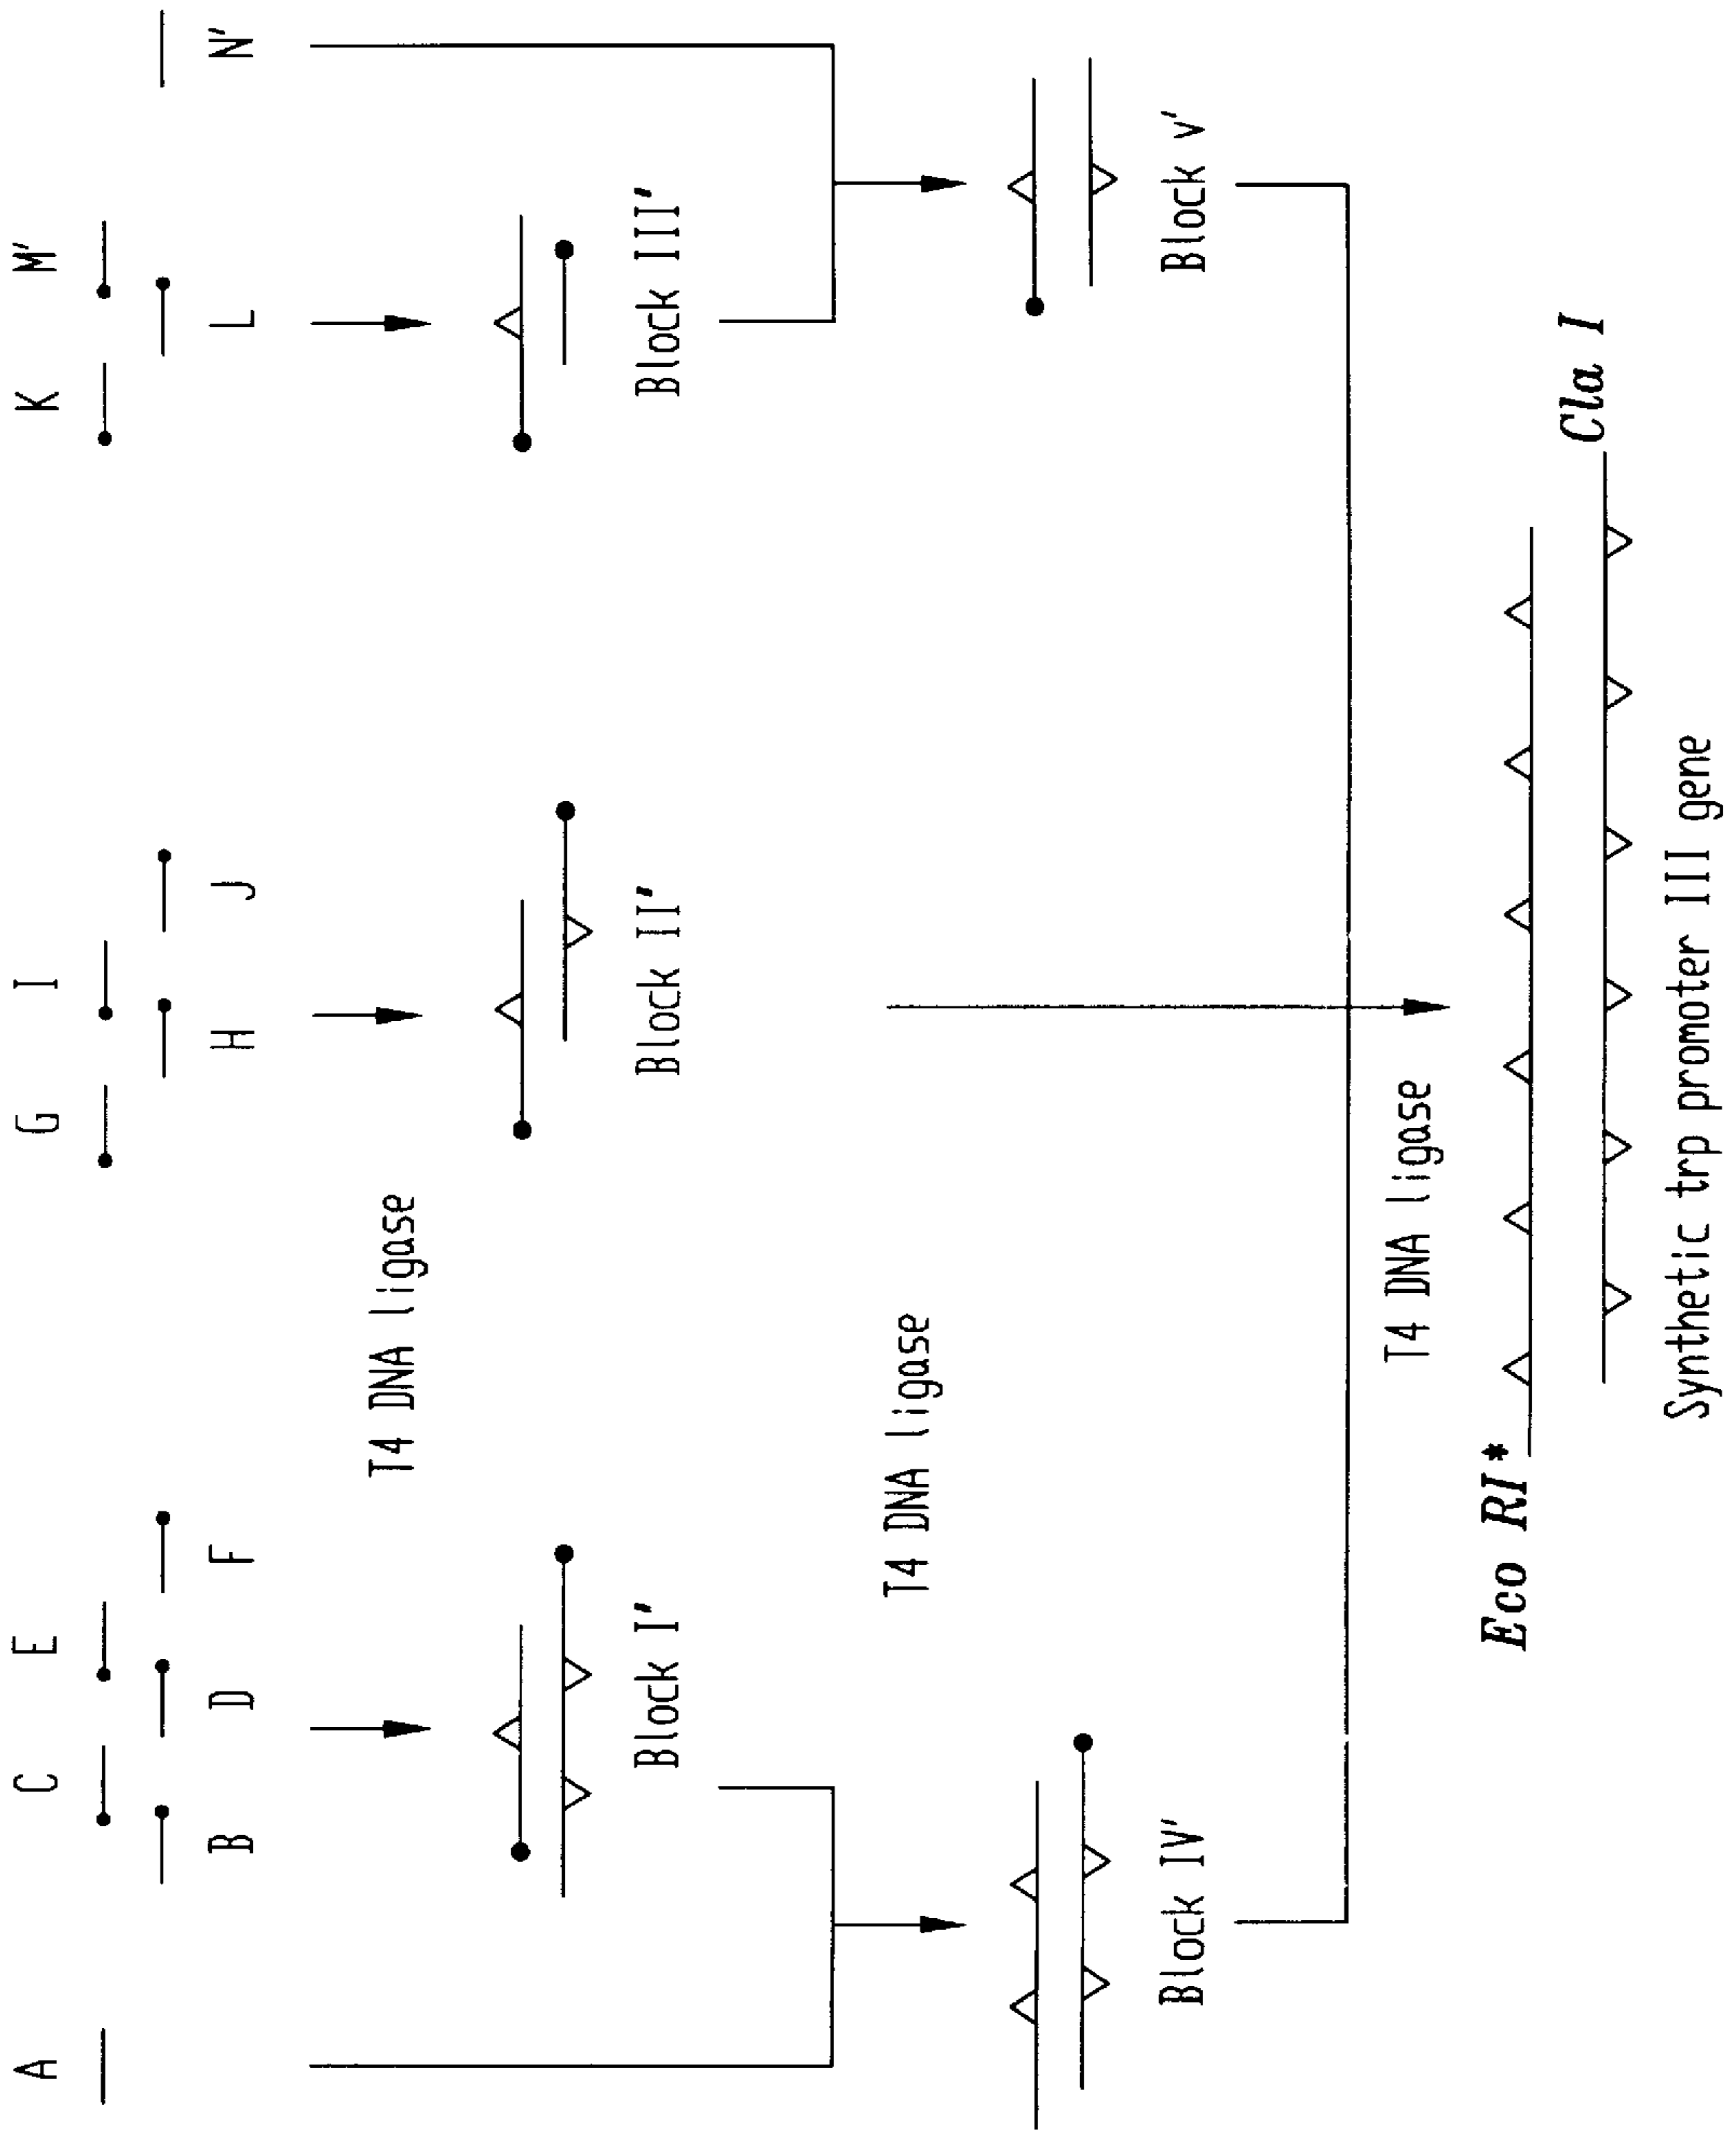 A C E G I K M'
B D F H J L N'
T4 DNA ligase
Block I' Block II' Block III'
T4 DNA ligase
Block IV' Block v'
T4 DNA ligase
Eco RI* Cla I
Synthetic trp promoter III gene